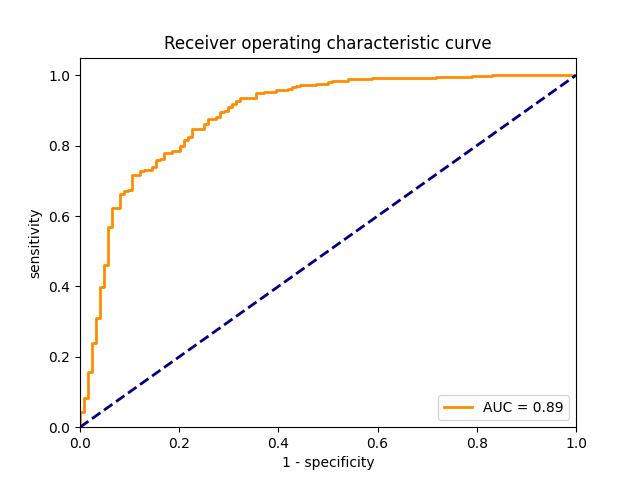 Receiver operating characteristic curve
1.0
0.8
0.6
0.4
0.2
0.0
sensitivity
AUC = 0.89
0.0 0.2 0.4 0.6 0.8 1.0
1 - specificity